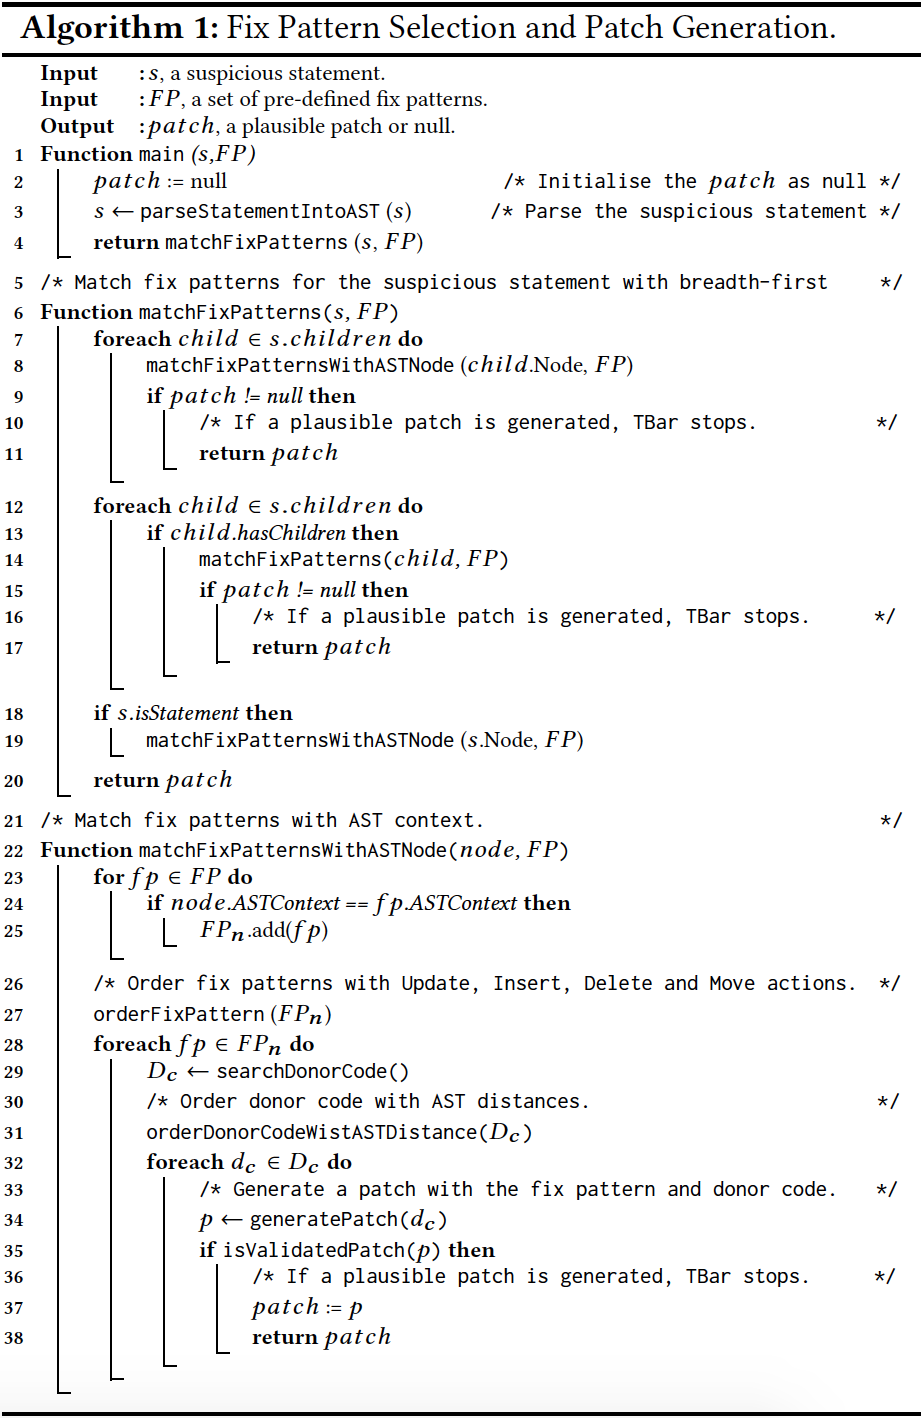 Algorithm 1: Fix Pattern Selection and Patch Generation.
Input : s, a suspicious statement.
Input : FP, a set of pre-defined fix patterns.
Output : patch, a plausible patch or null.
1 Function main (s,FP)
2 patch := null /* Initialise the patch as null */
3 s ← parseStatementIntoAST (s) /* Parse the suspicious statement */
4 return matchFixPatterns (s, FP)
5 /* Match fix patterns for the suspicious statement with breadth-first */
6 Function matchFixPatterns(s, FP)
7 foreach child ∈ s.children do
8 matchFixPatternsWithASTNode (child.Node, FP)
9 if patch != null then
10 /* If a plausible patch is generated, TBar stops. */
11 return patch
12 foreach child ∈ s.children do
13 if child.hasChildren then
14 matchFixPatterns(child, FP)
15 if patch != null then
16 /* If a plausible patch is generated, TBar stops. */
17 return patch
18 if s.isStatement then
19 matchFixPatternsWithASTNode (s.Node, FP)
20 return patch
21 /* Match fix patterns with AST context. */
22 Function matchFixPatternsWithASTNode(node, FP)
23 for fp ∈ FP do
24 if node.ASTContext == fp.ASTContext then
25 FPn.add(fp)
26 /* Order fix patterns with Update, Insert, Delete and Move actions. */
27 orderFixPattern (FPn)
28 foreach fp ∈ FPn do
29 Dc ← searchDonorCode()
30 /* Order donor code with AST distances. */
31 orderDonorCodeWistASTDistance(Dc)
32 foreach dc ∈ Dc do
33 /* Generate a patch with the fix pattern and donor code. */
34 p ← generatePatch(dc)
35 if isValidatedPatch(p) then
36 /* If a plausible patch is generated, TBar stops. */
37 patch := p
38 return patch